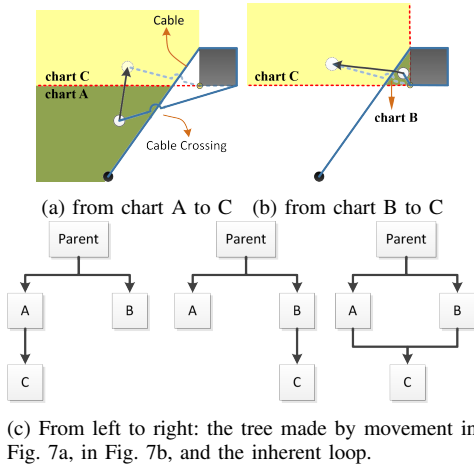 Cable
chart C
chart A
Cable Crossing
chart C
chart B
(a) from chart A to C
(b) from chart B to C
Parent
Parent
Parent
A
B
A
B
A
B
C
C
C
(c) From left to right: the tree made by movement in
Fig. 7a, in Fig. 7b, and the inherent loop.